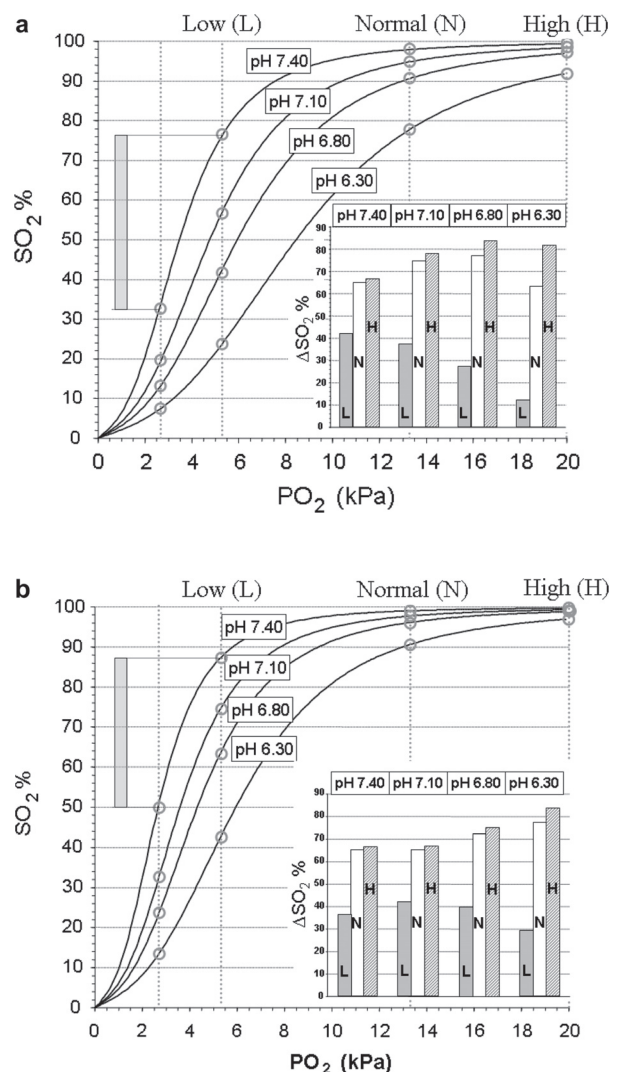 a
Low (L) Normal (N) High (H)
100
90
80
70
60
50
40
30
20
10
0
SO2 %
pH 7.40
pH 7.10
pH 6.80
pH 6.30
pH 7.40 pH 7.10 pH 6.80 pH 6.30
90
80
70
60
50
40
30
20
10
0
ΔSO2 %
L N H L N H L N H L N H
0 2 4 6 8 10 12 14 16 18 20
PO2 (kPa)
b
Low (L) Normal (N) High (H)
100
90
80
70
60
50
40
30
20
10
0
SO2 %
pH 7.40
pH 7.10
pH 6.80
pH 6.30
pH 7.40 pH 7.10 pH 6.80 pH 6.30
90
80
70
60
50
40
30
20
10
0
ΔSO2 %
L N H L N H L N H L N H
0 2 4 6 8 10 12 14 16 18 20
PO2 (kPa)